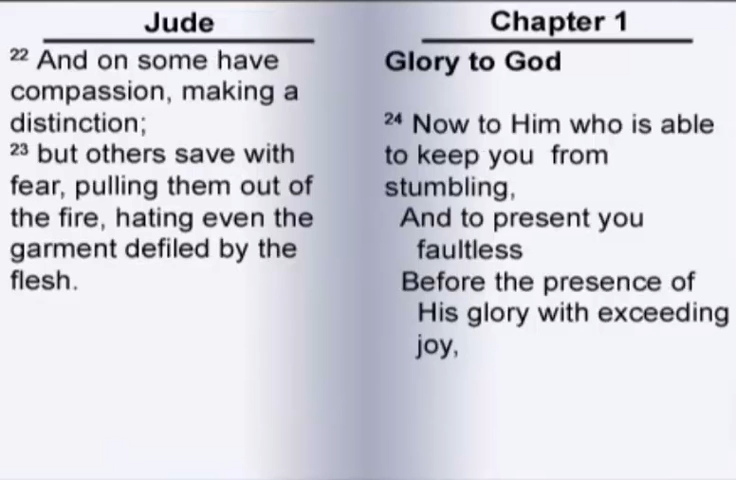 Jude
²² And on some have
compassion, making a
distinction;
²³ but others save with
fear, pulling them out of
the fire, hating even the
garment defiled by the
flesh.
Chapter 1
Glory to God
²⁴ Now to Him who is able
to keep you from
stumbling,
And to present you
faultless
Before the presence of
His glory with exceeding
joy,